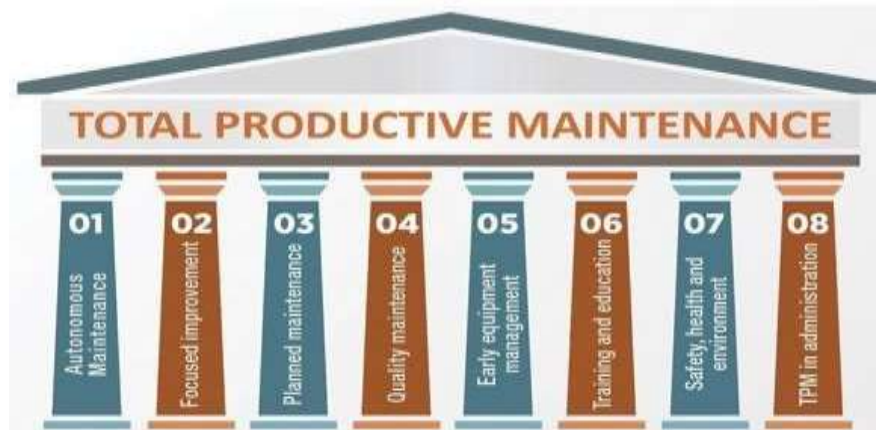 TOTAL PRODUCTIVE MAINTENANCE
01
Autonomous
Maintenance
02
Focused improvement
03
Planned maintenance
04
Quality maintenance
05
Early equipment
management
06
Training and education
07
Safety, health and
environment
08
TPM in administration